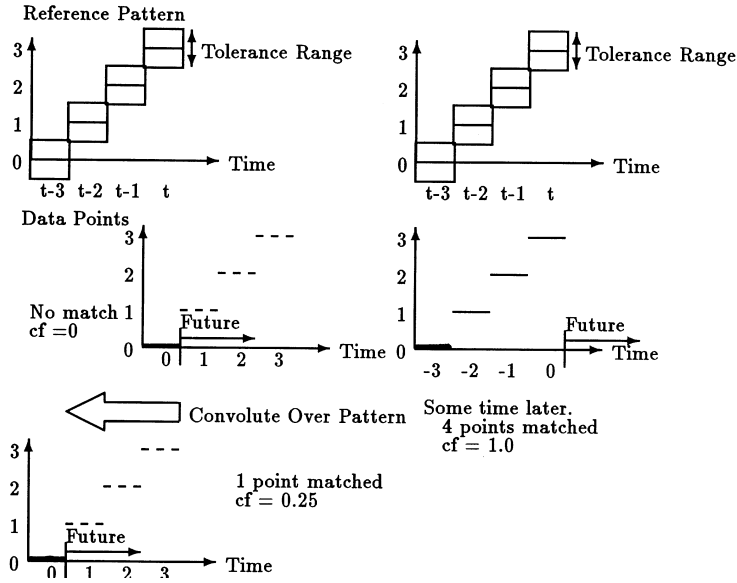 Reference Pattern
3
Tolerance Range
2
1
0
Time
t-3 t-2 t-1 t
3
Tolerance Range
2
1
0
Time
t-3 t-2 t-1 t
Data Points
3
2
No match
cf =0
1
Future
0
Time
0 1 2 3
3
2
1
Future
0
Time
-3 -2 -1 0
Convolute Over Pattern
Some time later.
4 points matched
cf = 1.0
3
2
1 point matched
cf = 0.25
1
Future
0
Time
0 1 2 3